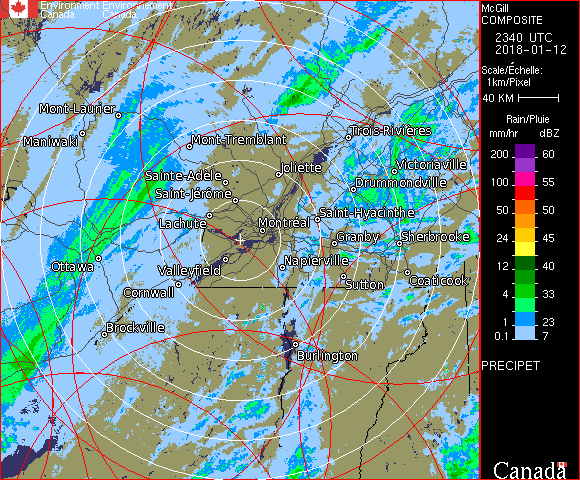 Environment Environnement
Canada Canada
McGill
COMPOSITE
2340 UTC
2018-01-12
Scale/Échelle:
1km/Pixel
40 KM
Rain/Pluie
mm/hr dBZ
200 60
100 55
50 50
24 45
12 40
4 33
1 23
0.1 7
PRECIPET
Canada
Mont-Laurier
Maniwaki
Mont-Tremblant
Trois-Rivières
Joliette
Victoriaville
Sainte-Adèle
Drummondville
Saint-Jérôme
Saint-Hyacinthe
Lachute
Montréal
Granby
Sherbrooke
Ottawa
Valleyfield
Napierville
Cornwall
Sutton
Coaticook
Brockville
Burlington